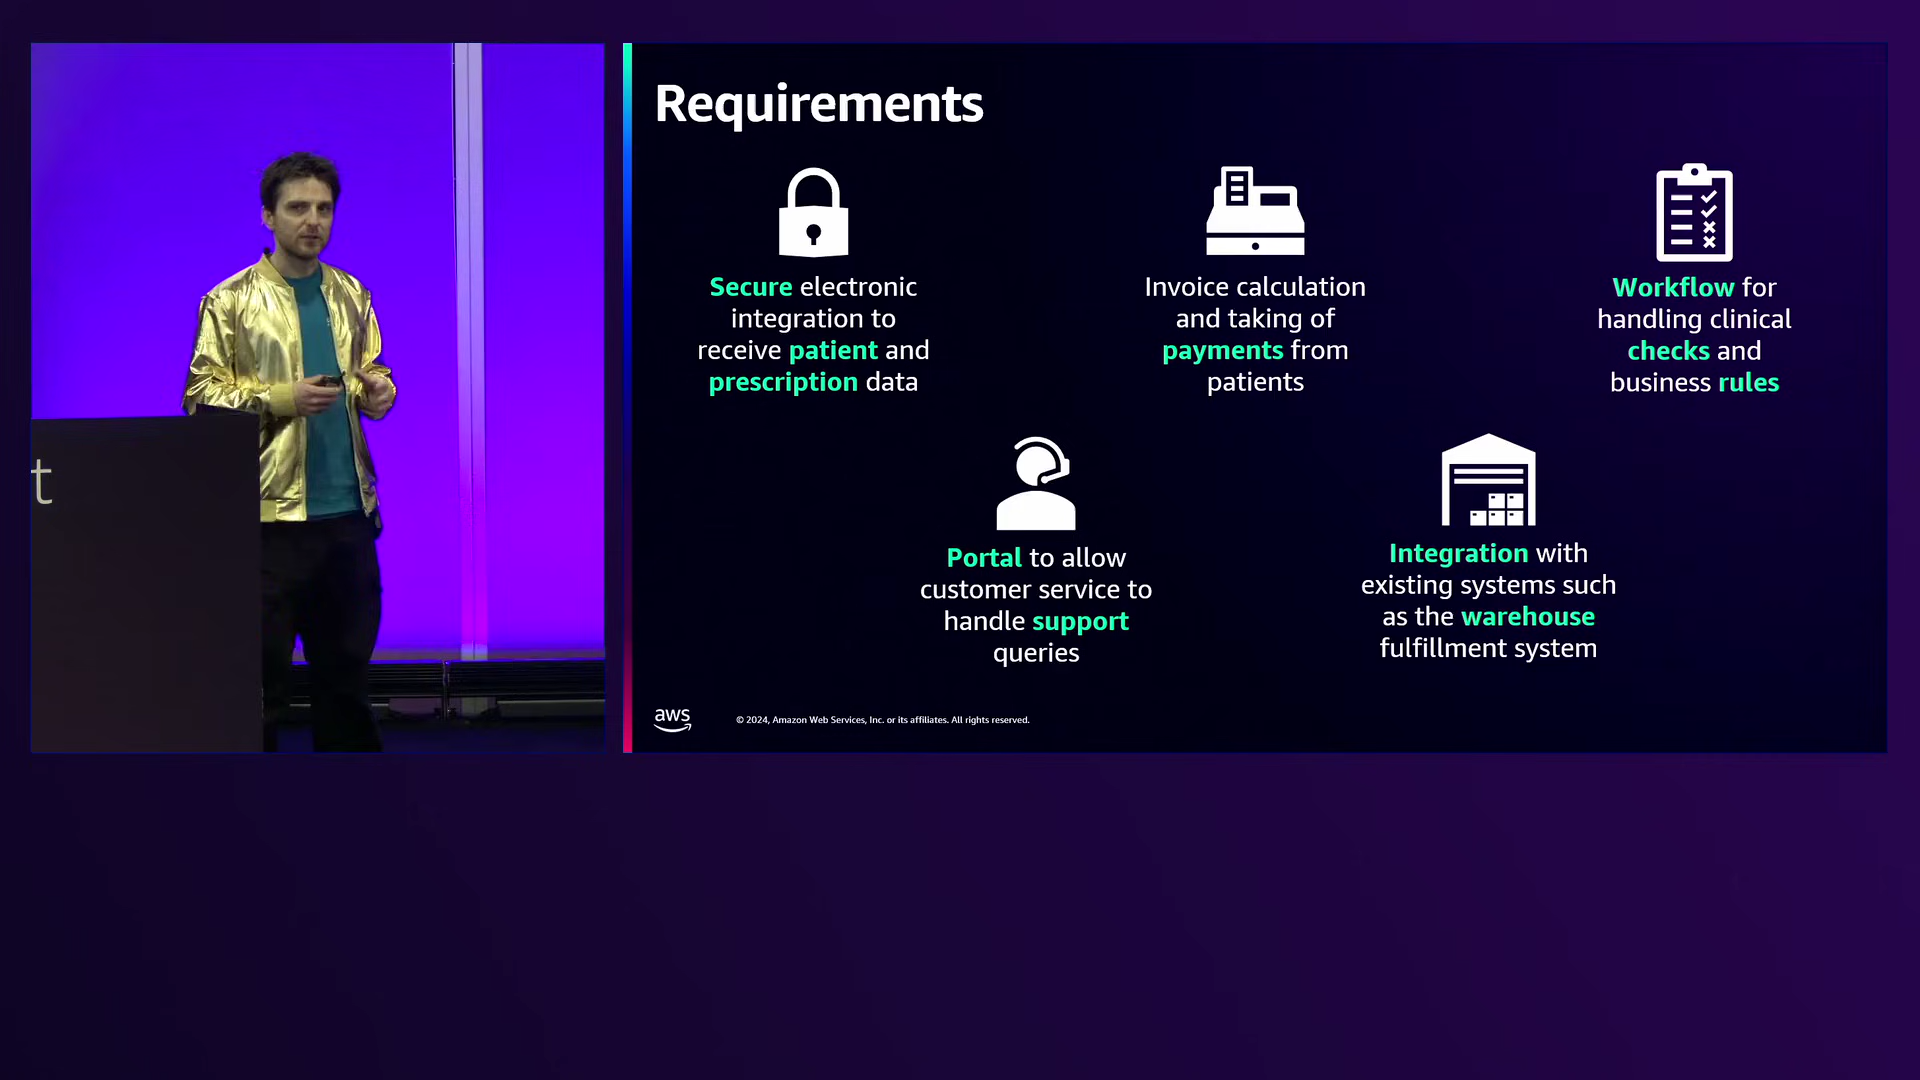 Requirements
Secure electronic
integration to
receive patient and
prescription data
Invoice calculation
and taking of
payments from
patients
Workflow for
handling clinical
checks and
business rules
Portal to allow
customer service to
handle support
queries
Integration with
existing systems such
as the warehouse
fulfillment system
t
aws
© 2024, Amazon Web Services, Inc. or its affiliates. All rights reserved.